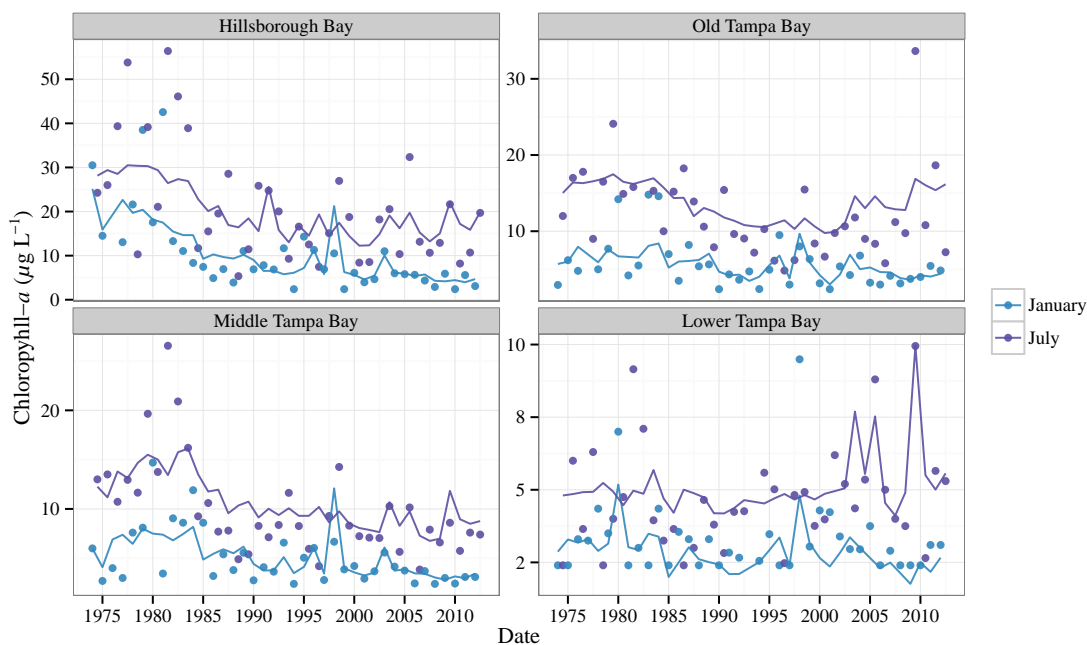 Hillsborough Bay
Old Tampa Bay
50
40
30
20
10
0
30
20
10
Middle Tampa Bay
Lower Tampa Bay
20
10
10
8
5
2
1975 1980 1985 1990 1995 2000 2005 2010
1975 1980 1985 1990 1995 2000 2005 2010
Chloropyhll−a (µg L⁻¹)
Date
January
July